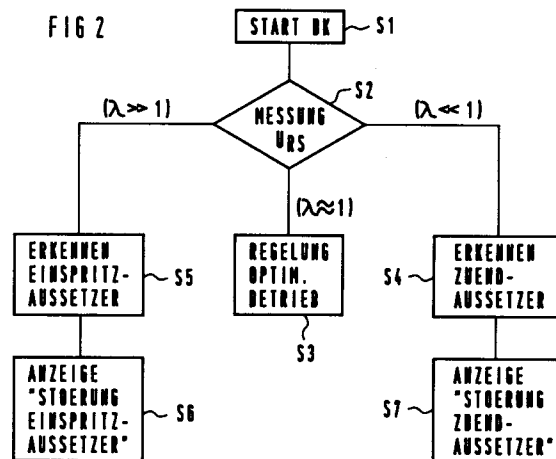 FIG 2
START BK
S1
S2
(λ>>1)
MESSUNG
URS
(λ<<1)
(λ≈1)
ERKENNEN
EINSPRITZ-
AUSSETZER
S5
REGELUNG
OPTIM.
BETRIEB
S3
S4
ERKENNEN
ZUEND-
AUSSETZER
ANZEIGE
"STOERUNG
EINSPRITZ-
AUSSETZER"
S6
S7
ANZEIGE
"STOERUNG
ZUEND-
AUSSETZER"